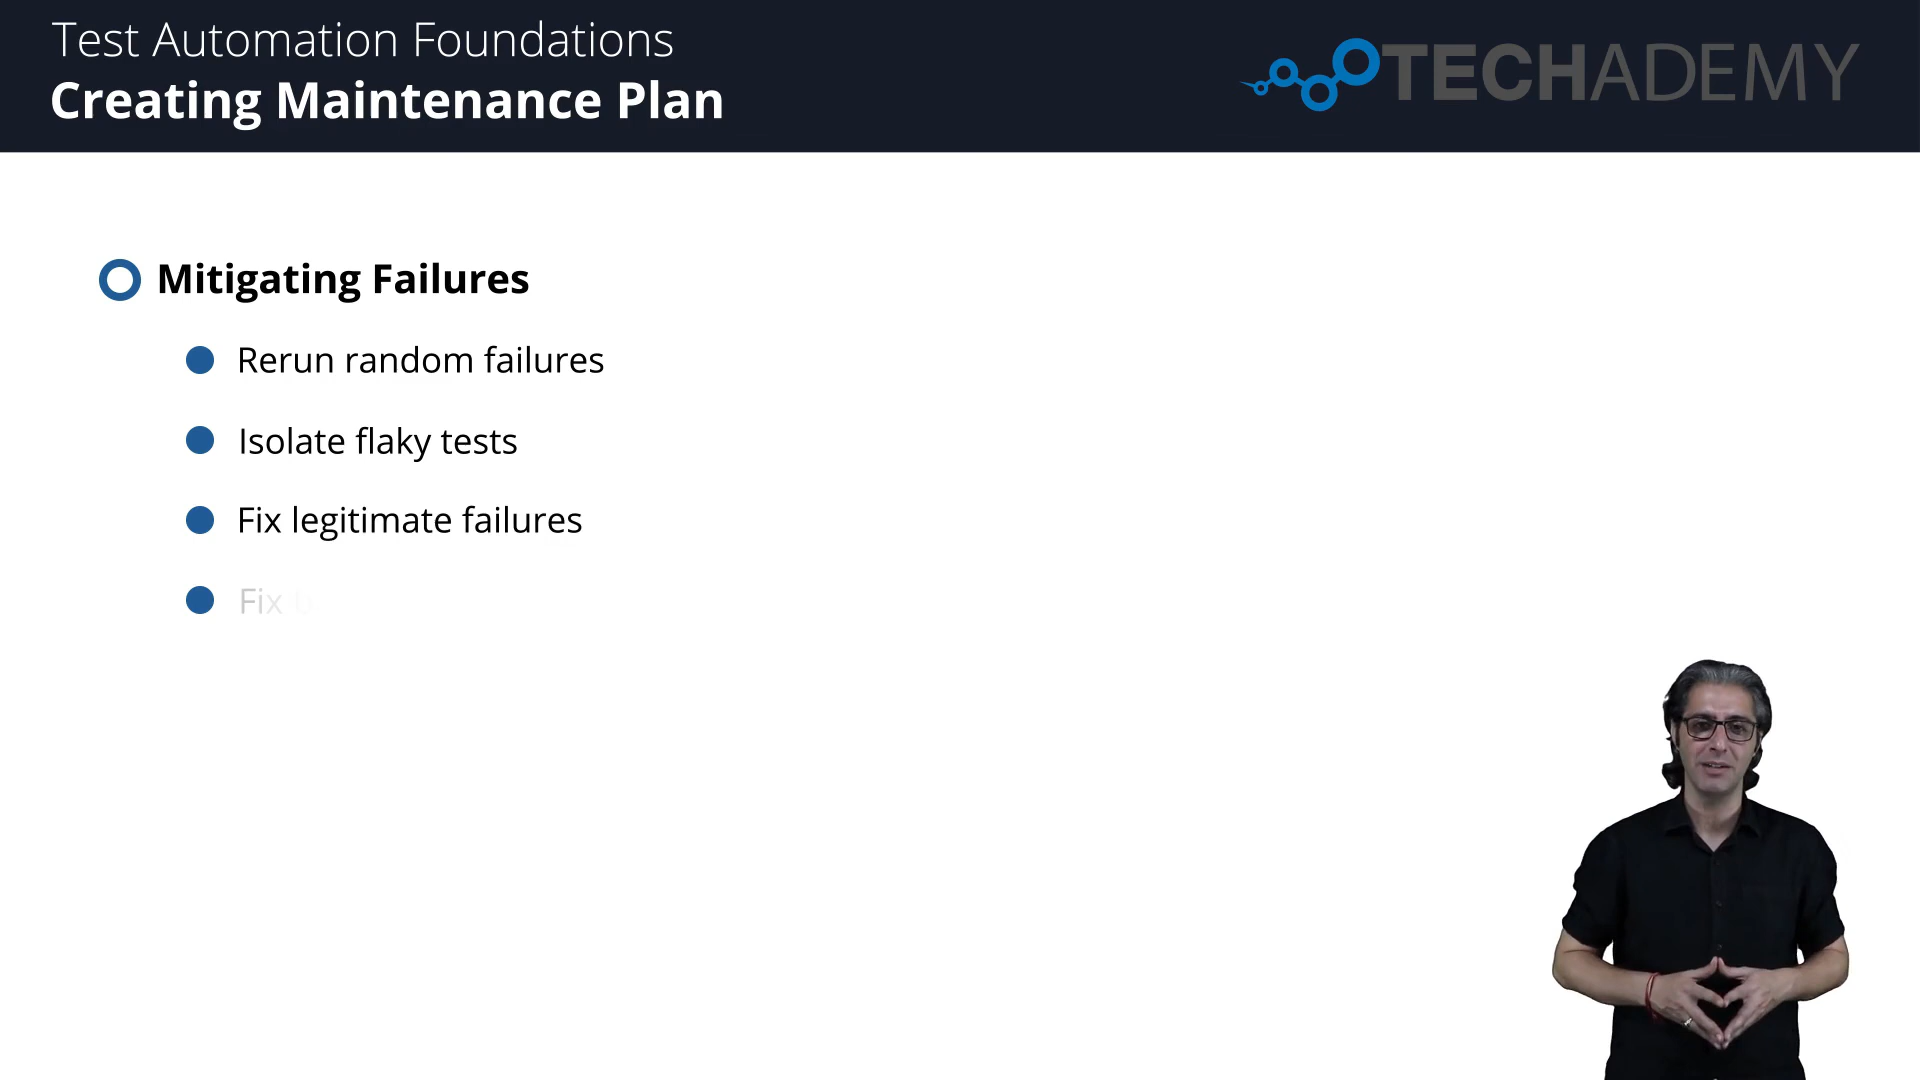 Test Automation Foundations
Creating Maintenance Plan
TECHADEMY
Mitigating Failures
Rerun random failures
Isolate flaky tests
Fix legitimate failures
Fix